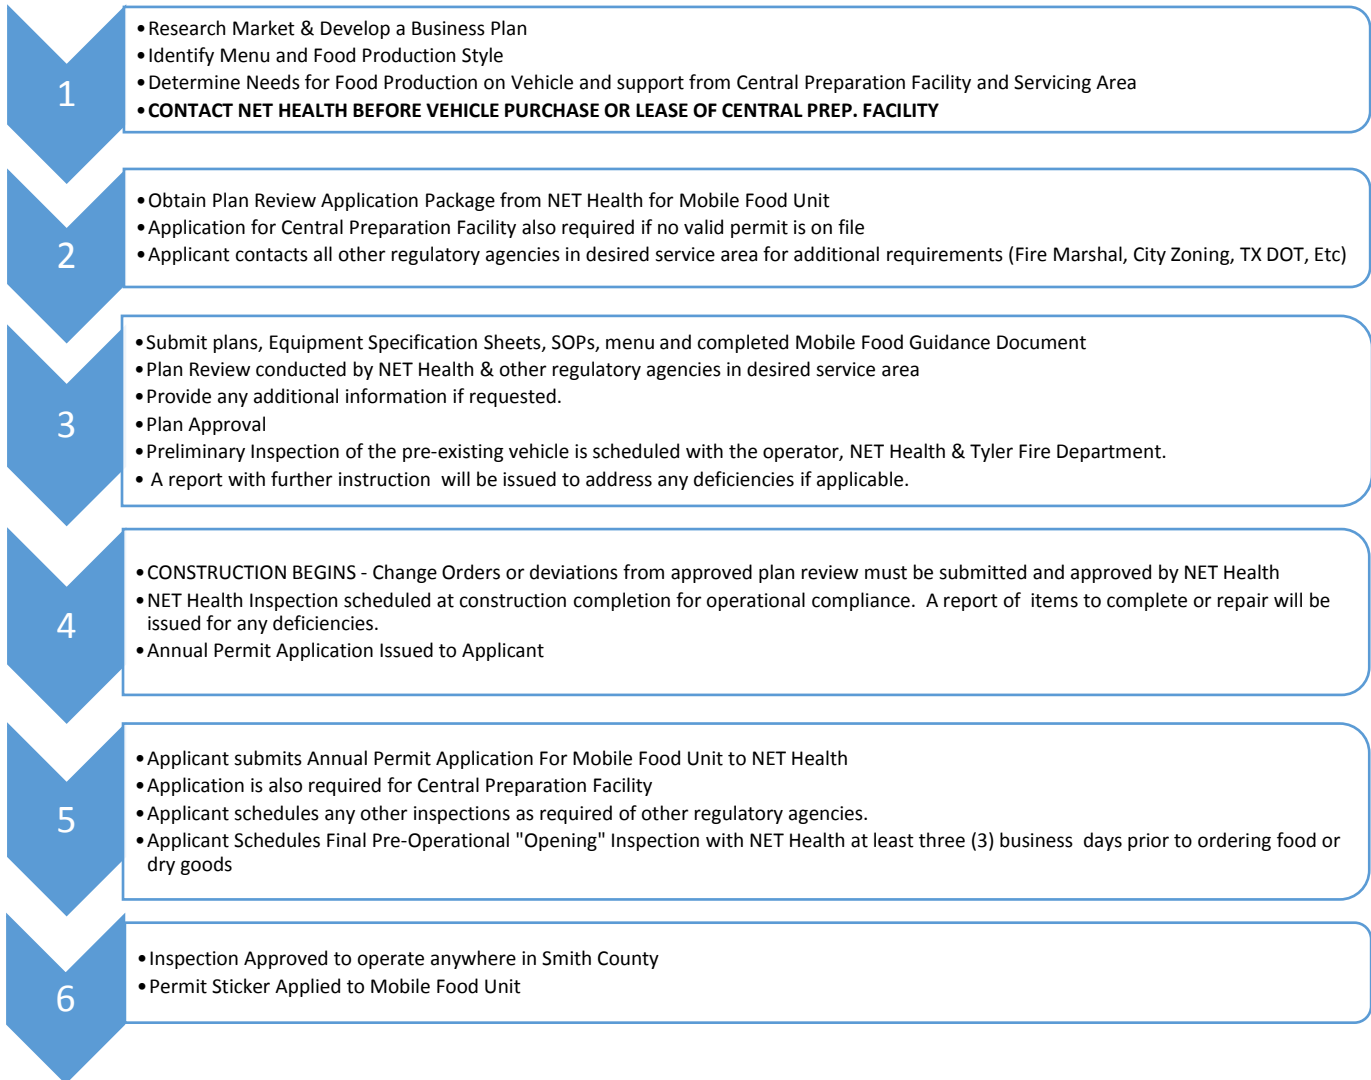 1
•Research Market & Develop a Business Plan
•Identify Menu and Food Production Style
•Determine Needs for Food Production on Vehicle and support from Central Preparation Facility and Servicing Area
•CONTACT NET HEALTH BEFORE VEHICLE PURCHASE OR LEASE OF CENTRAL PREP. FACILITY
2
•Obtain Plan Review Application Package from NET Health for Mobile Food Unit
•Application for Central Preparation Facility also required if no valid permit is on file
•Applicant contacts all other regulatory agencies in desired service area for additional requirements (Fire Marshal, City Zoning, TX DOT, Etc)
3
•Submit plans, Equipment Specification Sheets, SOPs, menu and completed Mobile Food Guidance Document
•Plan Review conducted by NET Health & other regulatory agencies in desired service area
•Provide any additional information if requested.
•Plan Approval
•Preliminary Inspection of the pre-existing vehicle is scheduled with the operator, NET Health & Tyler Fire Department.
• A report with further instruction will be issued to address any deficiencies if applicable.
4
•CONSTRUCTION BEGINS - Change Orders or deviations from approved plan review must be submitted and approved by NET Health
•NET Health Inspection scheduled at construction completion for operational compliance. A report of items to complete or repair will be
issued for any deficiencies.
•Annual Permit Application Issued to Applicant
5
•Applicant submits Annual Permit Application For Mobile Food Unit to NET Health
•Application is also required for Central Preparation Facility
•Applicant schedules any other inspections as required of other regulatory agencies.
•Applicant Schedules Final Pre-Operational "Opening" Inspection with NET Health at least three (3) business days prior to ordering food or
dry goods
6
•Inspection Approved to operate anywhere in Smith County
•Permit Sticker Applied to Mobile Food Unit